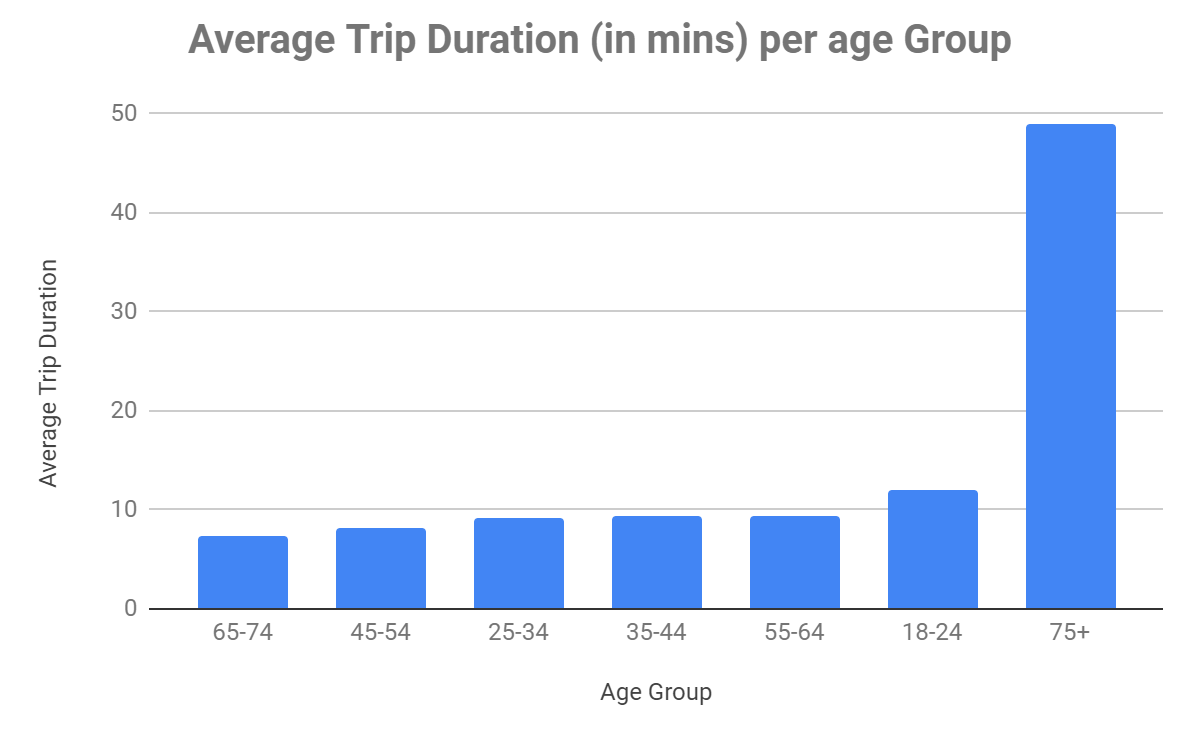 Average Trip Duration (in mins) per age Group
Average Trip Duration
50
40
30
20
10
0
65-74 45-54 25-34 35-44 55-64 18-24 75+
Age Group